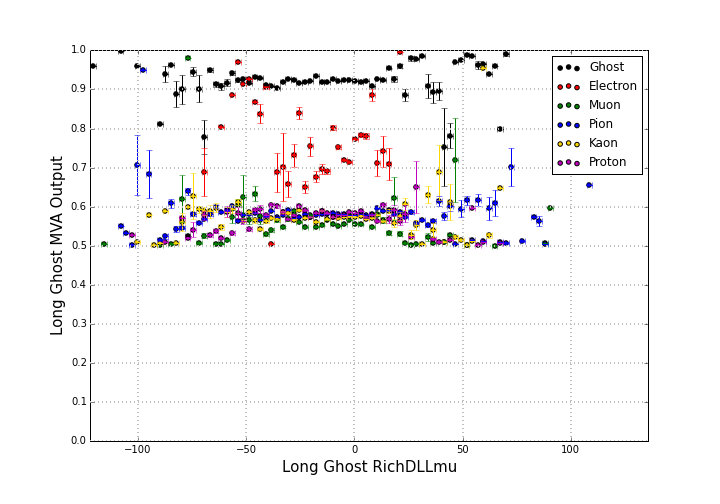 1.0
0.9
0.8
0.7
0.6
0.5
0.4
0.3
0.2
0.1
0.0
Long Ghost MVA Output
Ghost
Electron
Muon
Pion
Kaon
Proton
−100
−50
0
50
100
Long Ghost RichDLLmu